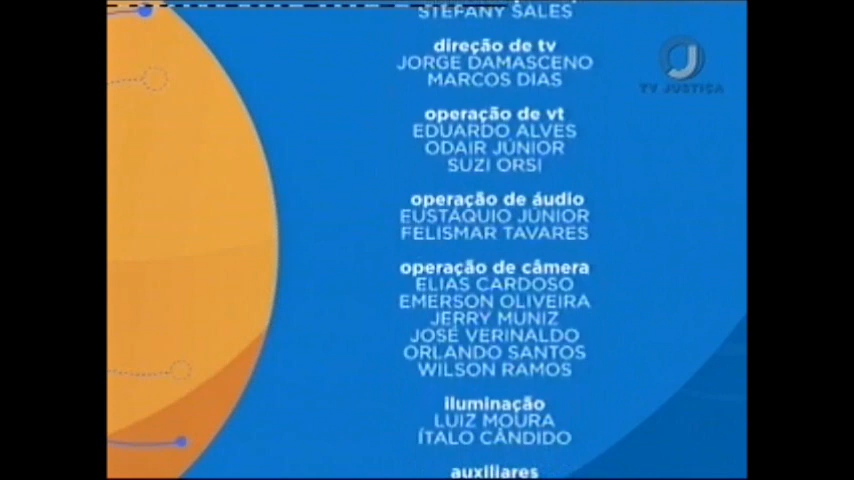 STEFANY SALES
direção de tv
JORGE DAMASCENO
MARCOS DIAS
operação de vt
EDUARDO ALVES
ODAIR JÚNIOR
SUZI ORSI
operação de áudio
EUSTÁQUIO JÚNIOR
FELISMAR TAVARES
operação de câmera
ELIAS CARDOSO
EMERSON OLIVEIRA
JERRY MUNIZ
JOSÉ VERINALDO
ORLANDO SANTOS
WILSON RAMOS
iluminação
LUIZ MOURA
ÍTALO CÂNDIDO
auxiliares
J
TV JUSTIÇA